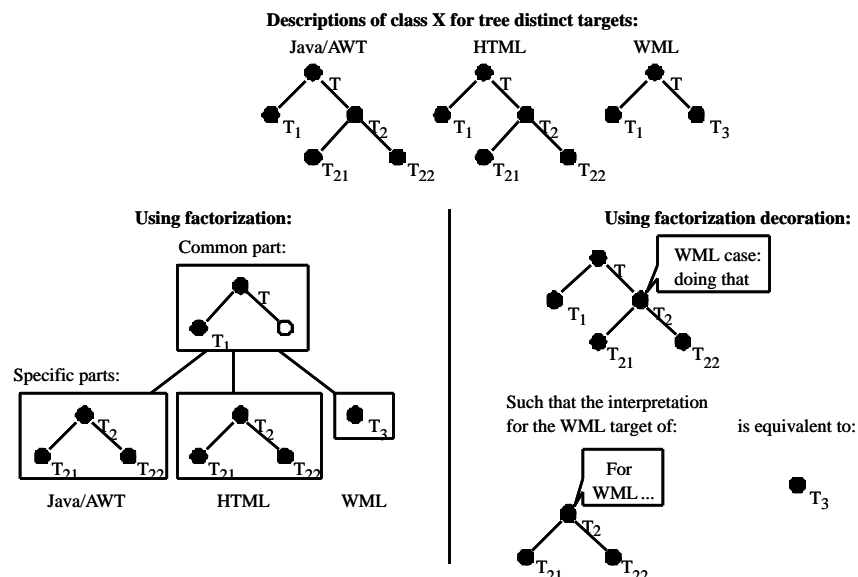 Descriptions of class X for tree distinct targets:
Java/AWT HTML WML
T T T
T1 T2 T1 T2 T1 T3
T21 T22 T21 T22
Using factorization:
Common part:
T
T1
Specific parts:
T2 T2 T3
T21 T22 T21 T22
Java/AWT HTML WML
Using factorization decoration:
WML case:
doing that
T
T1 T2
T21 T22
Such that the interpretation
for the WML target of: is equivalent to:
For
WML ...
T3
T2
T21 T22